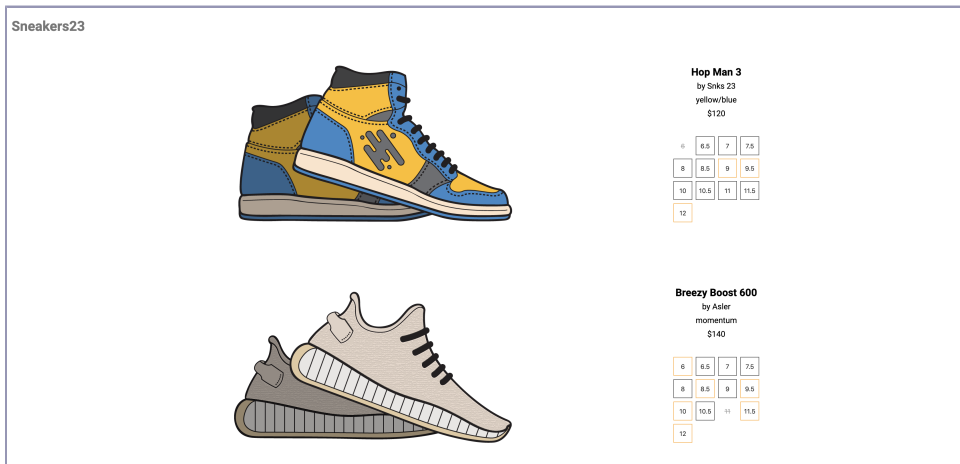 Sneakers23
Hop Man 3
by Snks 23
yellow/blue
$120
6 6.5 7 7.5
8 8.5 9 9.5
10 10.5 11 11.5
12
Breezy Boost 600
by Asler
momentum
$140
6 6.5 7 7.5
8 8.5 9 9.5
10 10.5 11 11.5
12